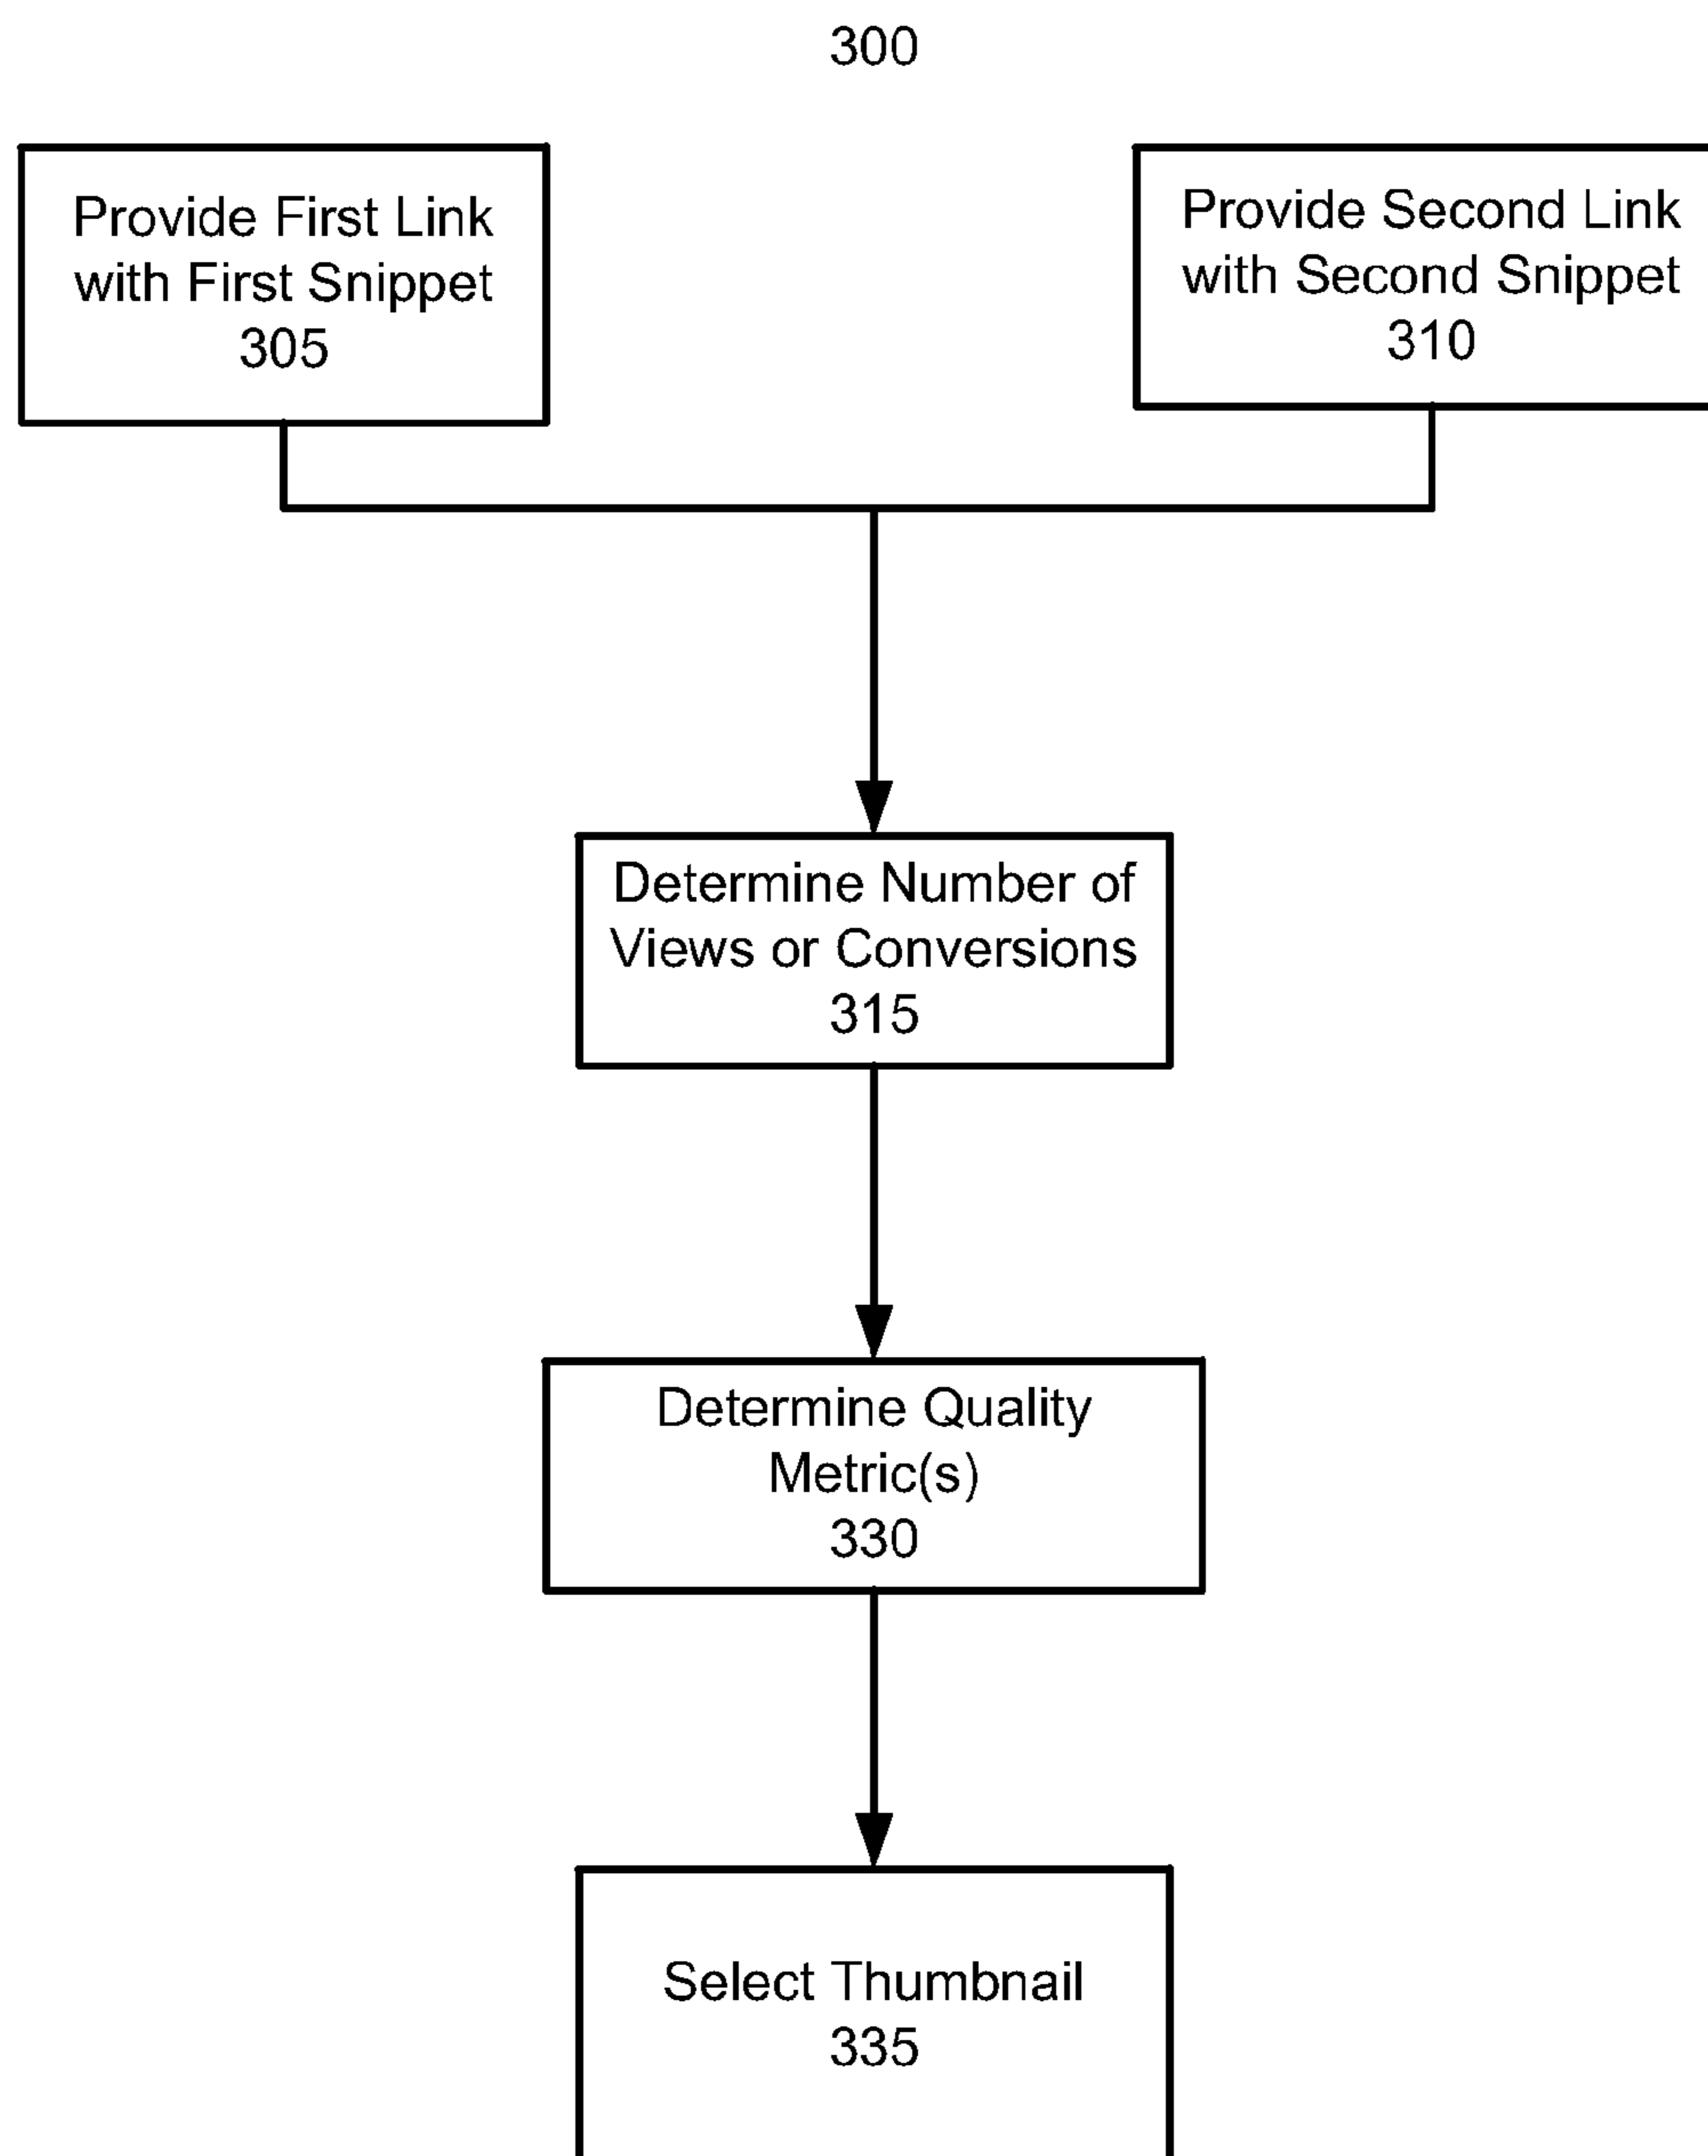 300
Provide First Link
with First Snippet
305
Provide Second Link
with Second Snippet
310
Determine Number of
Views or Conversions
315
Determine Quality
Metric(s)
330
Select Thumbnail
335